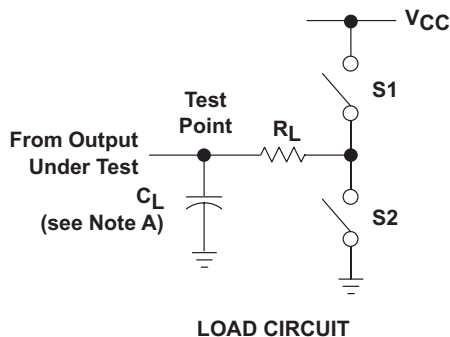 VCC
S1
Test
Point
RL
From Output
Under Test
CL
(see Note A)
S2
LOAD CIRCUIT